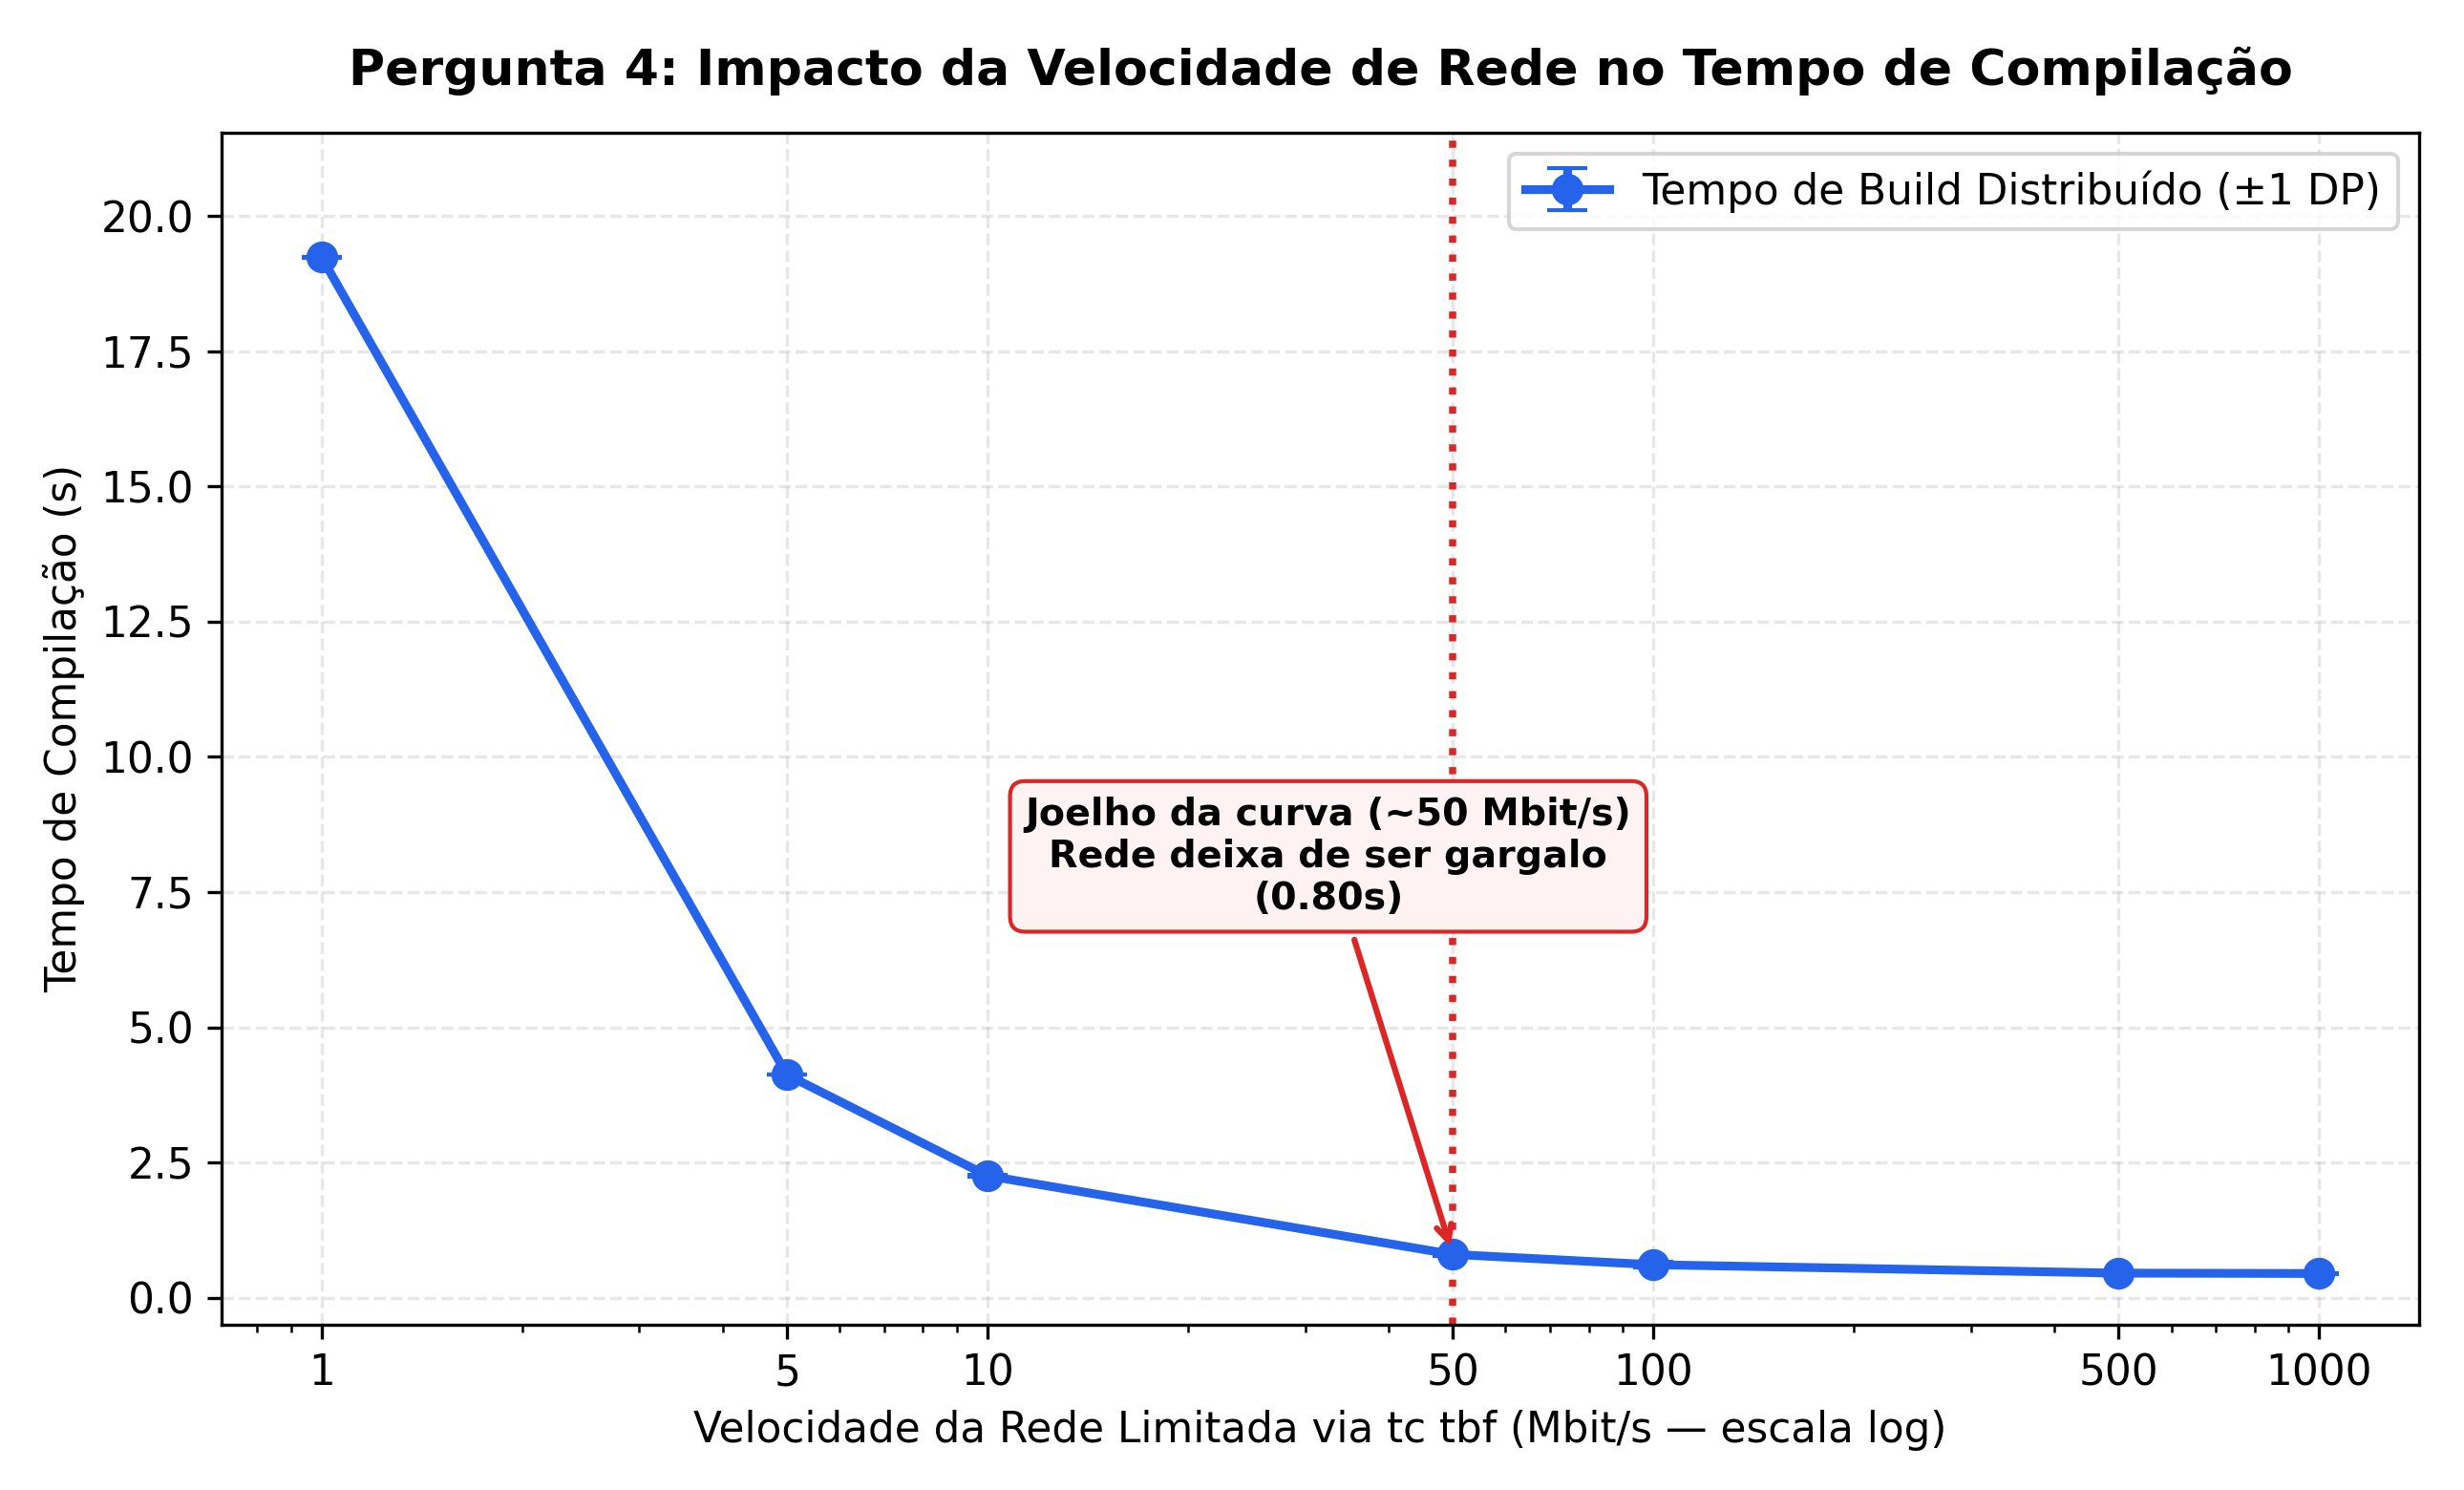 Pergunta 4: Impacto da Velocidade de Rede no Tempo de Compilação
Tempo de Build Distribuído (±1 DP)
Tempo de Compilação (s)
20.0
17.5
15.0
12.5
10.0
7.5
5.0
2.5
0.0
Joelho da curva (~50 Mbit/s)
Rede deixa de ser gargalo
(0.80s)
1 5 10 50 100 500 1000
Velocidade da Rede Limitada via tc tbf (Mbit/s — escala log)